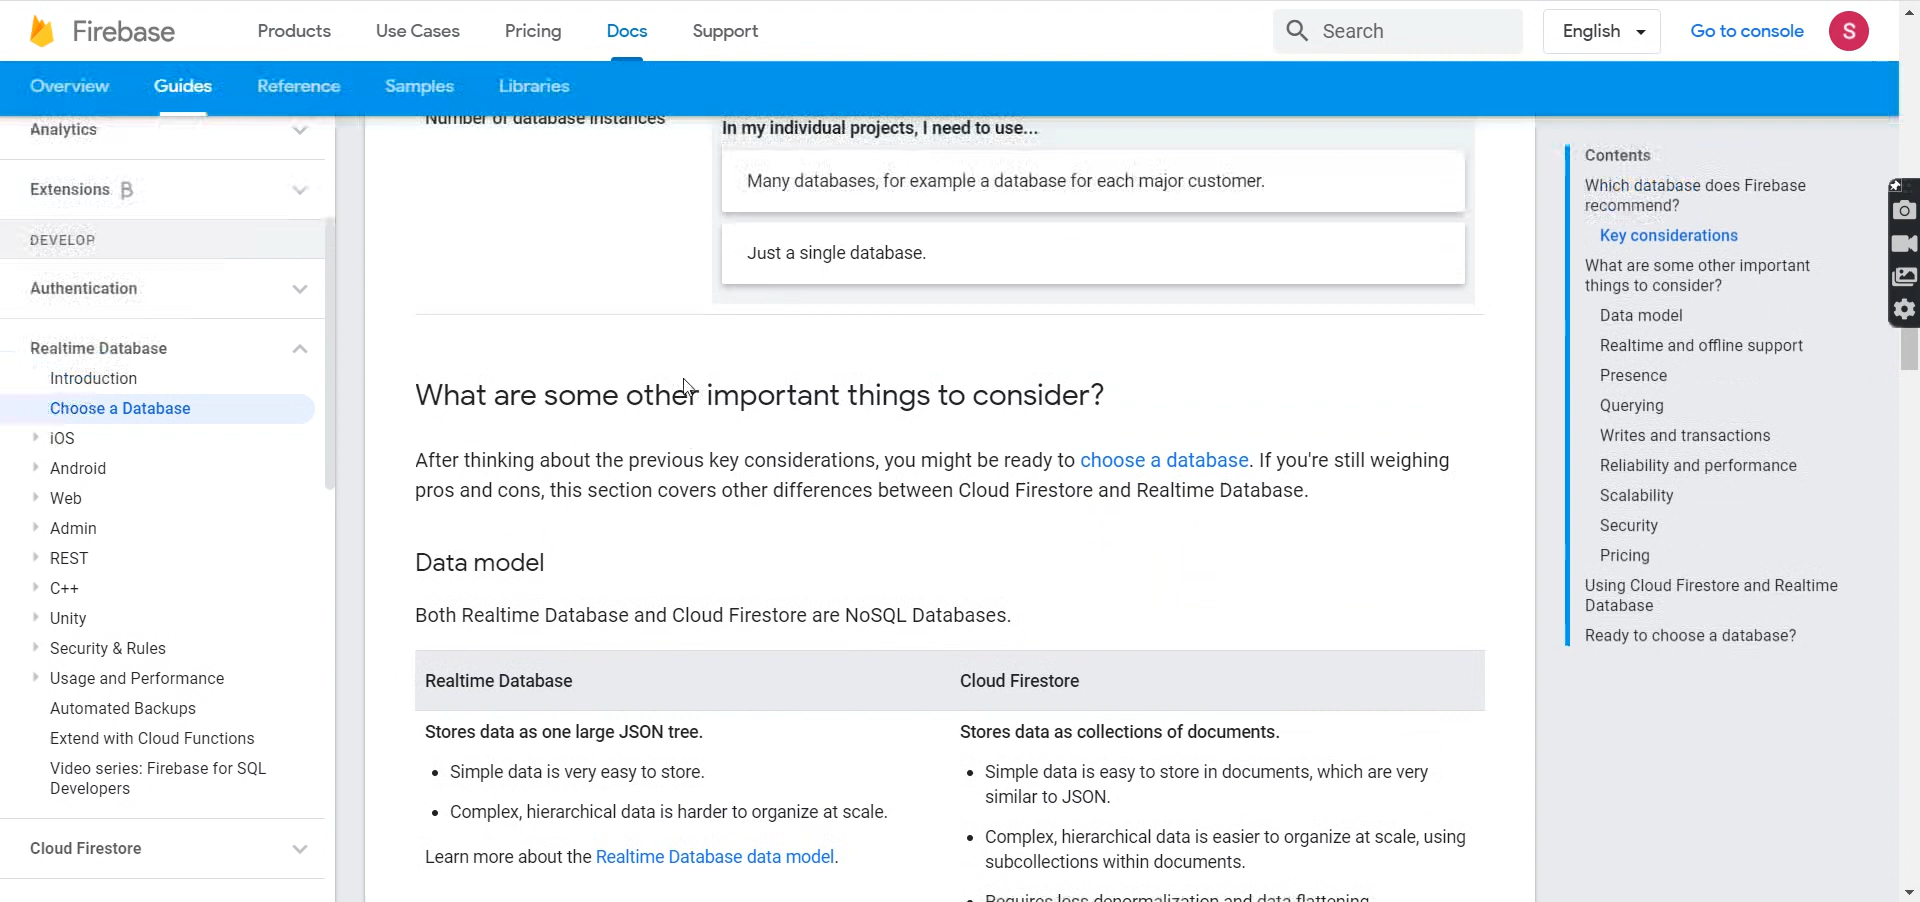 Firebase
Products
Use Cases
Pricing
Docs
Support
Search
English
Go to console
S
Overview
Guides
Reference
Samples
Libraries
Analytics
Extensions
DEVELOP
Authentication
Realtime Database
Introduction
Choose a Database
iOS
Android
Web
Admin
REST
C++
Unity
Security & Rules
Usage and Performance
Automated Backups
Extend with Cloud Functions
Video series: Firebase for SQL
Developers
Cloud Firestore
Number of database instances
In my individual projects, I need to use...
Many databases, for example a database for each major customer.
Just a single database.
What are some other important things to consider?
After thinking about the previous key considerations, you might be ready to choose a database. If you're still weighing
pros and cons, this section covers other differences between Cloud Firestore and Realtime Database.
Data model
Both Realtime Database and Cloud Firestore are NoSQL Databases.
Realtime Database
Stores data as one large JSON tree.
• Simple data is very easy to store.
• Complex, hierarchical data is harder to organize at scale.
Learn more about the Realtime Database data model.
Cloud Firestore
Stores data as collections of documents.
• Simple data is easy to store in documents, which are very
similar to JSON.
• Complex, hierarchical data is easier to organize at scale, using
subcollections within documents.
• Requires less denormalization and data flattening.
Contents
Which database does Firebase
recommend?
Key considerations
What are some other important
things to consider?
Data model
Realtime and offline support
Presence
Querying
Writes and transactions
Reliability and performance
Scalability
Security
Pricing
Using Cloud Firestore and Realtime
Database
Ready to choose a database?